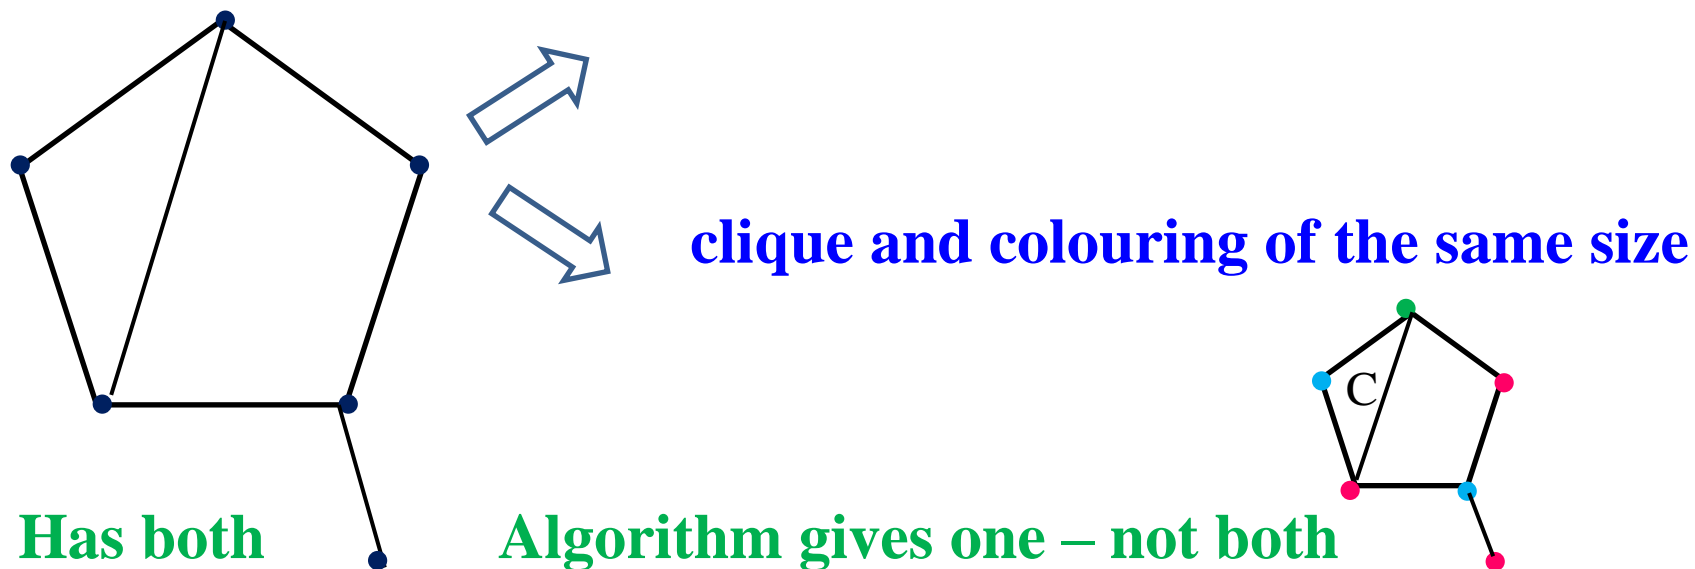 clique and colouring of the same size
C
Has both
Algorithm gives one – not both